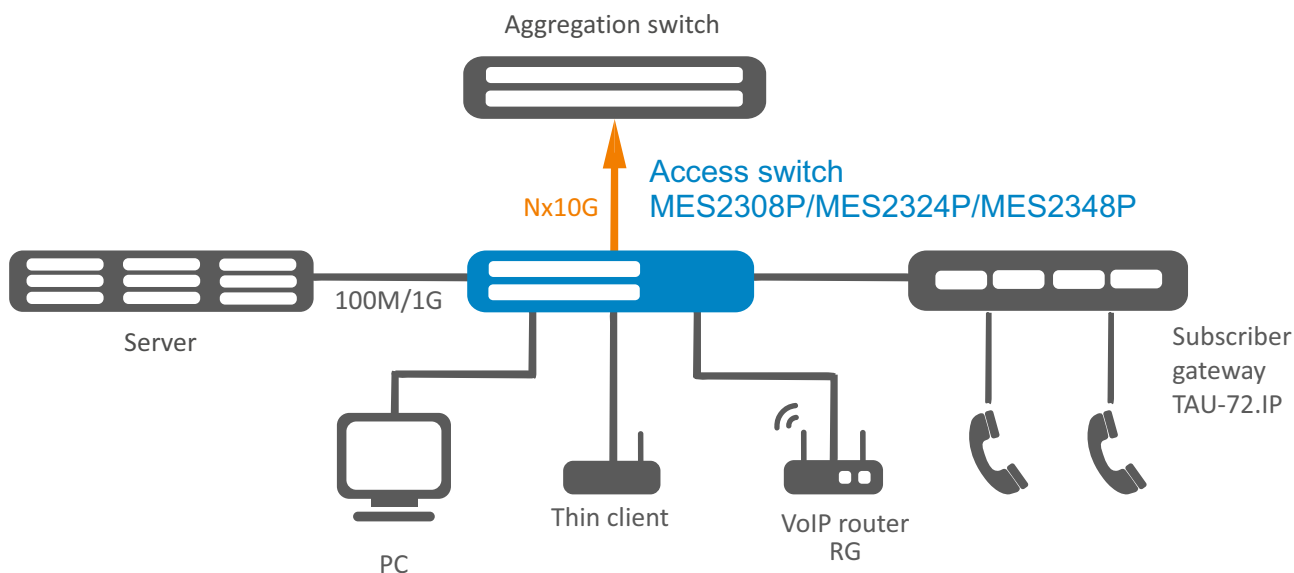 Aggregation switch
Access switch
MES2308P/MES2324P/MES2348P
Nx10G
100M/1G
Server
Subscriber
gateway
TAU-72.IP
Thin client
VoIP router
RG
PC